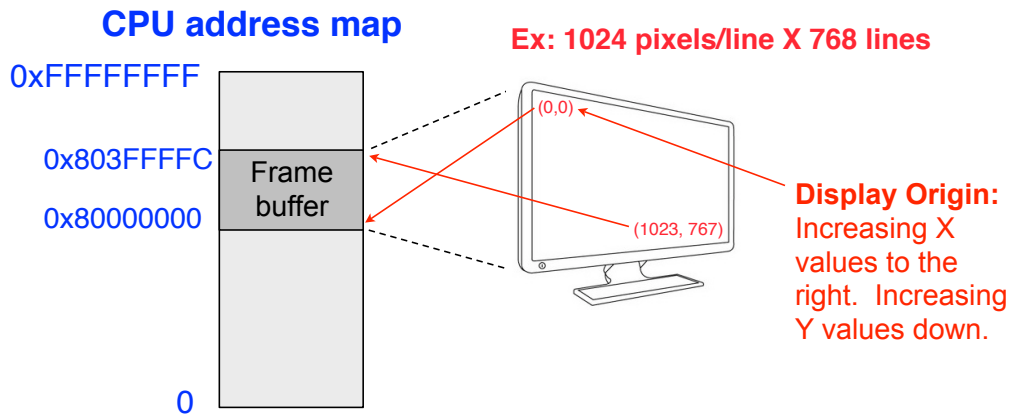 CPU address map
Ex: 1024 pixels/line X 768 lines
0xFFFFFFFF
(0,0)
0x803FFFFC
Frame
buffer
0x80000000
(1023, 767)
Display Origin:
Increasing X
values to the
right. Increasing
Y values down.
0